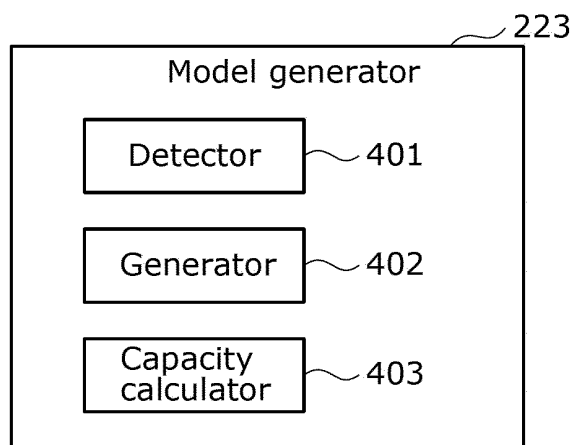 223
Model generator
Detector 401
Generator 402
Capacity
calculator 403